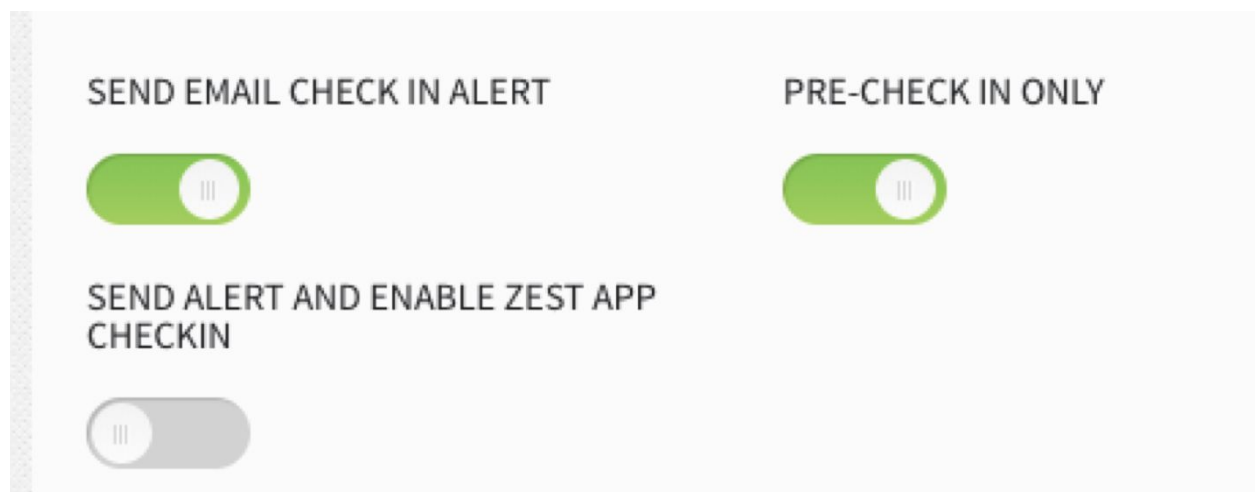 SEND EMAIL CHECK IN ALERT
PRE-CHECK IN ONLY
SEND ALERT AND ENABLE ZEST APP
CHECKIN